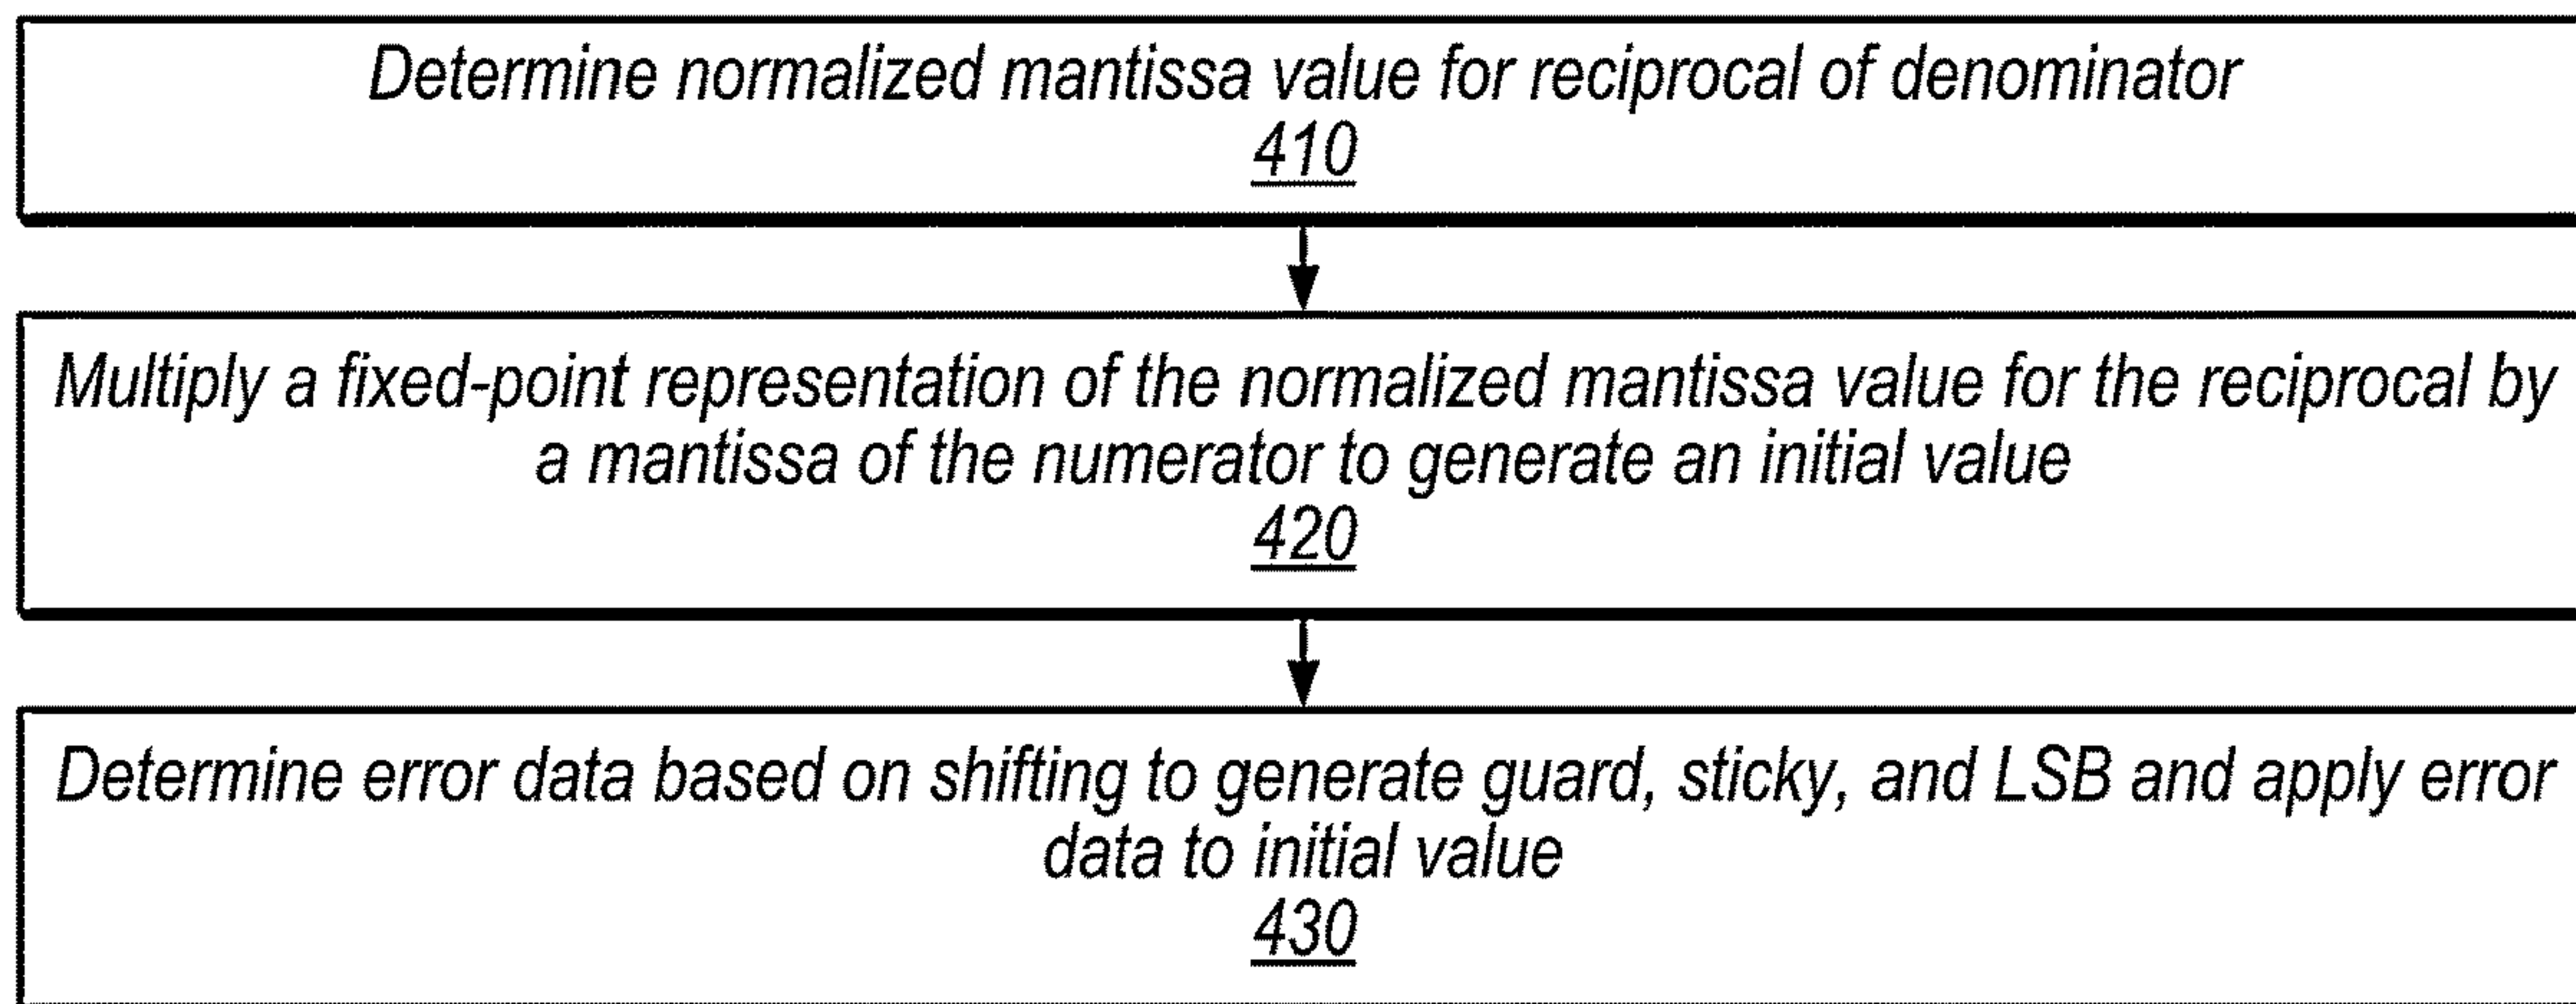 Determine normalized mantissa value for reciprocal of denominator
410
Multiply a fixed-point representation of the normalized mantissa value for the reciprocal by
a mantissa of the numerator to generate an initial value
420
Determine error data based on shifting to generate guard, sticky, and LSB and apply error
data to initial value
430